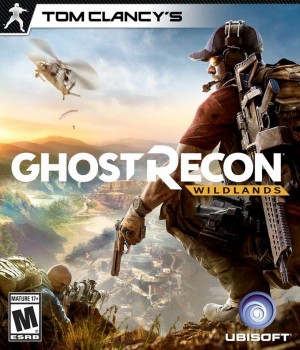 TOM CLANCY'S
GHOST RECON
WILDLANDS
MATURE 17+
M
ESRB
UBISOFT